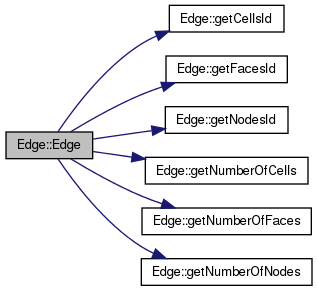 Edge::getCellsId
Edge::getFacesId
Edge::getNodesId
Edge::Edge
Edge::getNumberOfCells
Edge::getNumberOfFaces
Edge::getNumberOfNodes